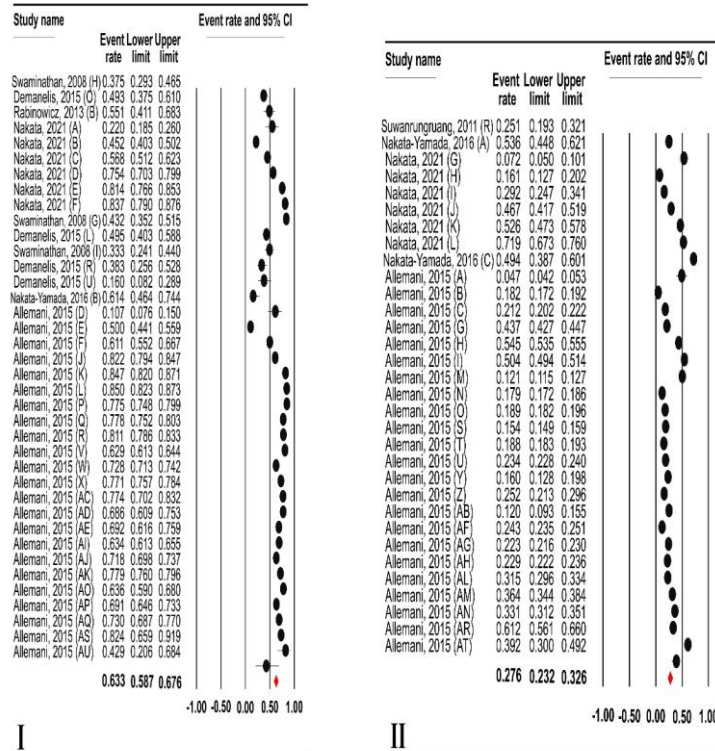 Study name
Event rate and 95% CI
Event Lower Upper
rate limit limit
Swaminathan, 2008 (H) 0.375 0.293 0.465
Demanelis, 2015 (O) 0.493 0.375 0.610
Rabinowicz, 2013 (B) 0.551 0.411 0.683
Nakata, 2021 (A) 0.220 0.185 0.260
Nakata, 2021 (B) 0.452 0.403 0.502
Nakata, 2021 (C) 0.568 0.512 0.623
Nakata, 2021 (D) 0.754 0.703 0.799
Nakata, 2021 (E) 0.814 0.766 0.853
Nakata, 2021 (F) 0.837 0.790 0.876
Swaminathan, 2008 (G) 0.432 0.352 0.515
Demanelis, 2015 (L) 0.495 0.403 0.588
Swaminathan, 2008 (I) 0.333 0.241 0.440
Demanelis, 2015 (R) 0.383 0.256 0.528
Demanelis, 2015 (U) 0.160 0.082 0.289
Nakata-Yamada, 2016 (B) 0.614 0.464 0.744
Allemani, 2015 (D) 0.107 0.076 0.150
Allemani, 2015 (E) 0.500 0.441 0.559
Allemani, 2015 (F) 0.611 0.552 0.667
Allemani, 2015 (J) 0.822 0.794 0.847
Allemani, 2015 (K) 0.847 0.820 0.871
Allemani, 2015 (L) 0.850 0.823 0.873
Allemani, 2015 (P) 0.775 0.748 0.799
Allemani, 2015 (Q) 0.778 0.752 0.803
Allemani, 2015 (R) 0.811 0.786 0.833
Allemani, 2015 (V) 0.629 0.613 0.644
Allemani, 2015 (W) 0.728 0.713 0.742
Allemani, 2015 (X) 0.771 0.757 0.784
Allemani, 2015 (AC) 0.774 0.702 0.832
Allemani, 2015 (AD) 0.686 0.609 0.753
Allemani, 2015 (AE) 0.692 0.616 0.759
Allemani, 2015 (AI) 0.634 0.613 0.655
Allemani, 2015 (AJ) 0.718 0.698 0.737
Allemani, 2015 (AK) 0.779 0.760 0.796
Allemani, 2015 (AO) 0.636 0.590 0.680
Allemani, 2015 (AP) 0.691 0.646 0.733
Allemani, 2015 (AQ) 0.730 0.687 0.770
Allemani, 2015 (AS) 0.824 0.659 0.919
Allemani, 2015 (AU) 0.429 0.206 0.684
0.633 0.587 0.676
-1.00 -0.50 0.00 0.50 1.00
I
Study name
Event rate and 95% CI
Event Lower Upper
rate limit limit
Suwanrungruang, 2011 (R) 0.251 0.193 0.321
Nakata-Yamada, 2016 (A) 0.536 0.448 0.621
Nakata, 2021 (G) 0.072 0.050 0.101
Nakata, 2021 (H) 0.161 0.127 0.202
Nakata, 2021 (I) 0.292 0.247 0.341
Nakata, 2021 (J) 0.467 0.417 0.519
Nakata, 2021 (K) 0.526 0.473 0.578
Nakata, 2021 (L) 0.719 0.673 0.760
Nakata-Yamada, 2016 (C) 0.494 0.387 0.601
Allemani, 2015 (A) 0.047 0.042 0.053
Allemani, 2015 (B) 0.182 0.172 0.192
Allemani, 2015 (C) 0.212 0.202 0.222
Allemani, 2015 (G) 0.437 0.427 0.447
Allemani, 2015 (H) 0.545 0.535 0.555
Allemani, 2015 (I) 0.504 0.494 0.514
Allemani, 2015 (M) 0.121 0.115 0.127
Allemani, 2015 (N) 0.179 0.172 0.186
Allemani, 2015 (O) 0.189 0.182 0.196
Allemani, 2015 (S) 0.154 0.149 0.159
Allemani, 2015 (T) 0.188 0.183 0.193
Allemani, 2015 (U) 0.234 0.228 0.240
Allemani, 2015 (Y) 0.160 0.128 0.198
Allemani, 2015 (Z) 0.252 0.213 0.296
Allemani, 2015 (AB) 0.120 0.093 0.155
Allemani, 2015 (AF) 0.243 0.235 0.251
Allemani, 2015 (AG) 0.223 0.216 0.230
Allemani, 2015 (AH) 0.229 0.222 0.236
Allemani, 2015 (AL) 0.315 0.296 0.334
Allemani, 2015 (AM) 0.364 0.344 0.384
Allemani, 2015 (AN) 0.331 0.312 0.351
Allemani, 2015 (AR) 0.612 0.561 0.660
Allemani, 2015 (AT) 0.392 0.300 0.492
0.276 0.232 0.326
-1.00 -0.50 0.00 0.50 1.00
II